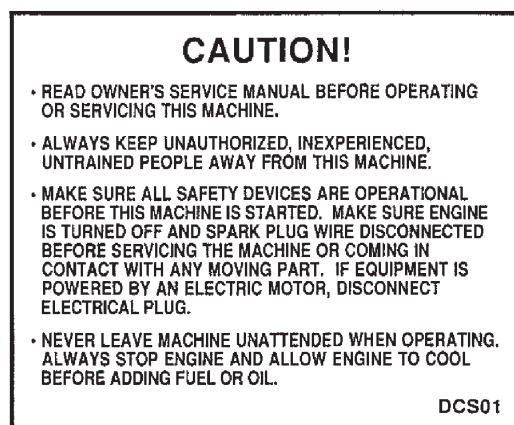 CAUTION!
• READ OWNER'S SERVICE MANUAL BEFORE OPERATING
OR SERVICING THIS MACHINE.
• ALWAYS KEEP UNAUTHORIZED, INEXPERIENCED,
UNTRAINED PEOPLE AWAY FROM THIS MACHINE.
• MAKE SURE ALL SAFETY DEVICES ARE OPERATIONAL
BEFORE THIS MACHINE IS STARTED. MAKE SURE ENGINE
IS TURNED OFF AND SPARK PLUG WIRE DISCONNECTED
BEFORE SERVICING THE MACHINE OR COMING IN
CONTACT WITH ANY MOVING PART. IF EQUIPMENT IS
POWERED BY AN ELECTRIC MOTOR, DISCONNECT
ELECTRICAL PLUG.
• NEVER LEAVE MACHINE UNATTENDED WHEN OPERATING.
ALWAYS STOP ENGINE AND ALLOW ENGINE TO COOL
BEFORE ADDING FUEL OR OIL.
DCS01